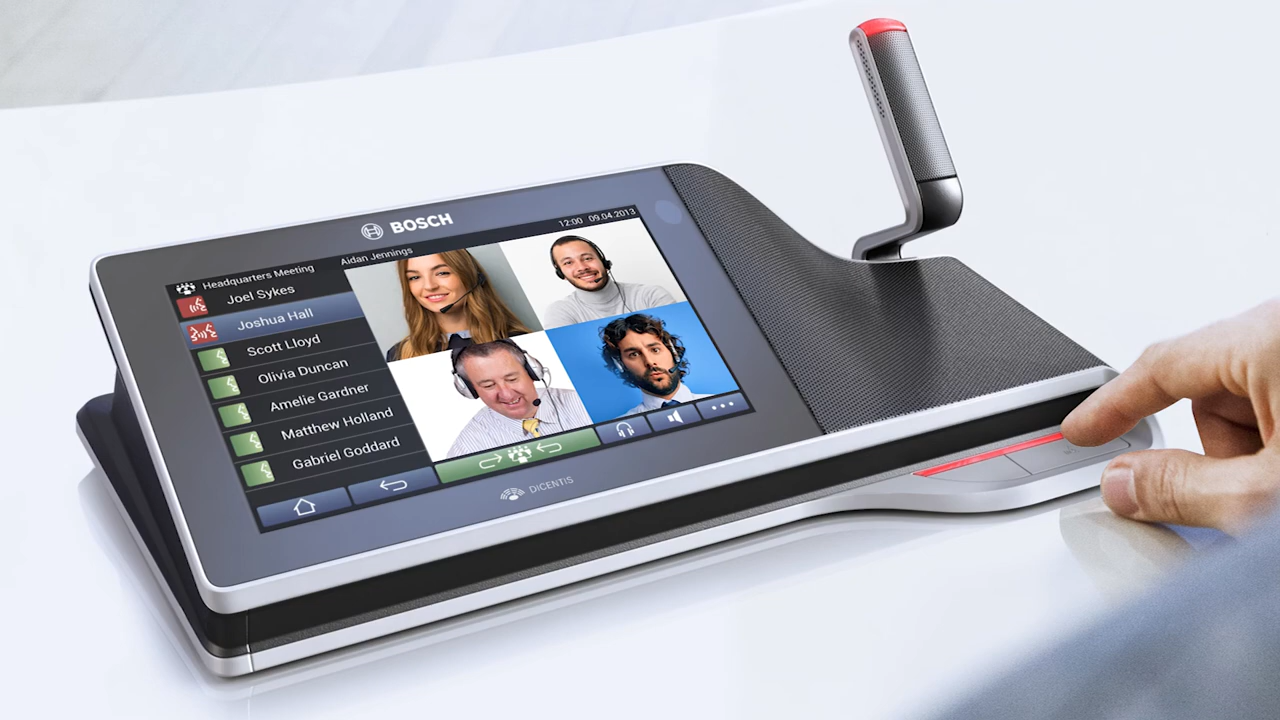 BOSCH
12:00 09.04.2013
Headquarters Meeting
Aidan Jennings
Joel Sykes
Joshua Hall
Scott Lloyd
Olivia Duncan
Amelie Gardner
Matthew Holland
Gabriel Goddard
DICENTIS